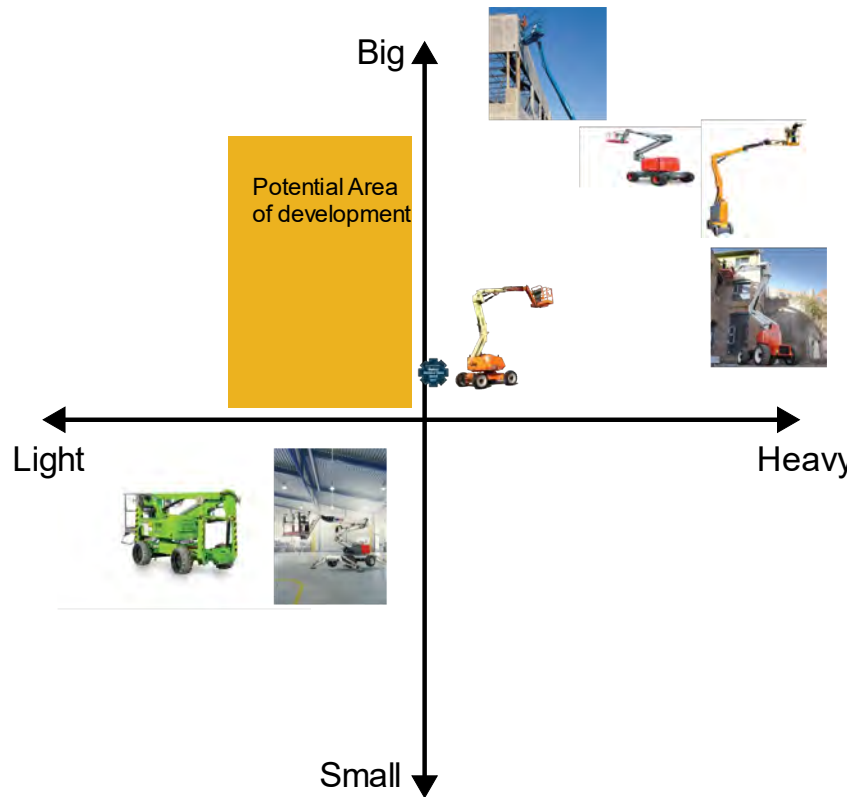 Big
Potential Area
of development
Light
Heavy
Small